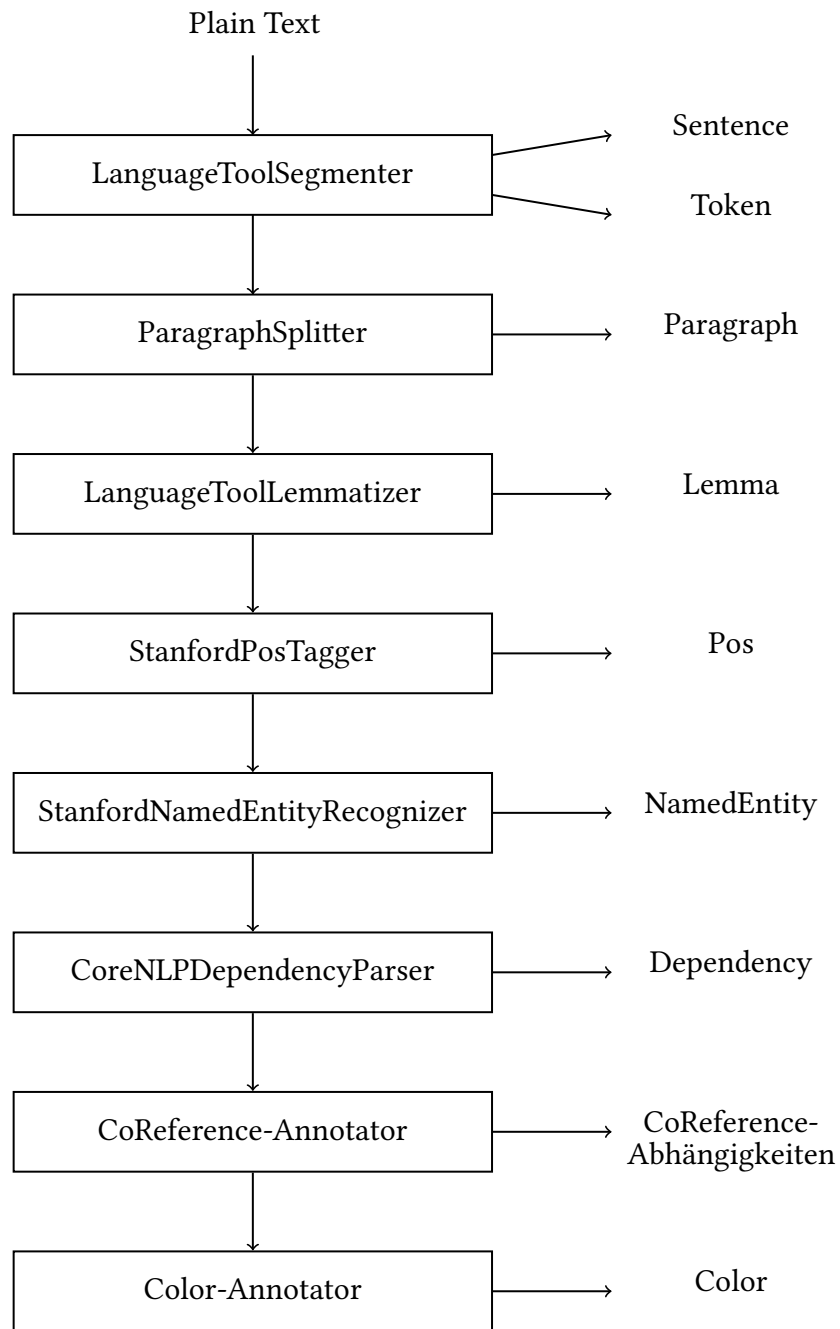 Plain Text
LanguageToolSegmenter
Sentence
Token
ParagraphSplitter
Paragraph
LanguageToolLemmatizer
Lemma
StanfordPosTagger
Pos
StanfordNamedEntityRecognizer
NamedEntity
CoreNLPDependencyParser
Dependency
CoReference-Annotator
CoReference-
Abhängigkeiten
Color-Annotator
Color